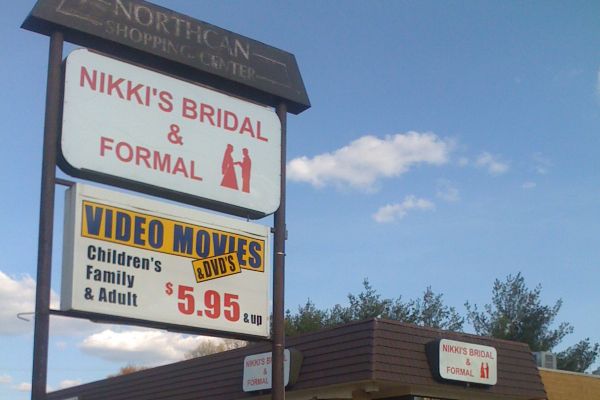 NORTHCAN
SHOPPING CENTER
NIKKI'S BRIDAL
&
FORMAL
VIDEO MOVIES
& DVD'S
Children's
Family
& Adult
$5.95 & up
NIKKI'S B
&
FORMAL
NIKKI'S BRIDAL
&
FORMAL